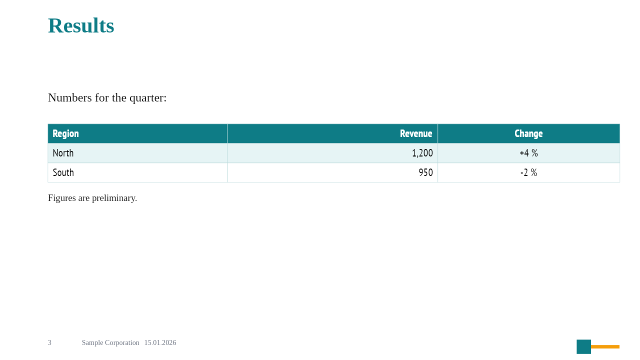 Results
Numbers for the quarter:
Region Revenue Change
North 1,200 +4 %
South 950 -2 %
Figures are preliminary.
3 Sample Corporation 15.01.2026